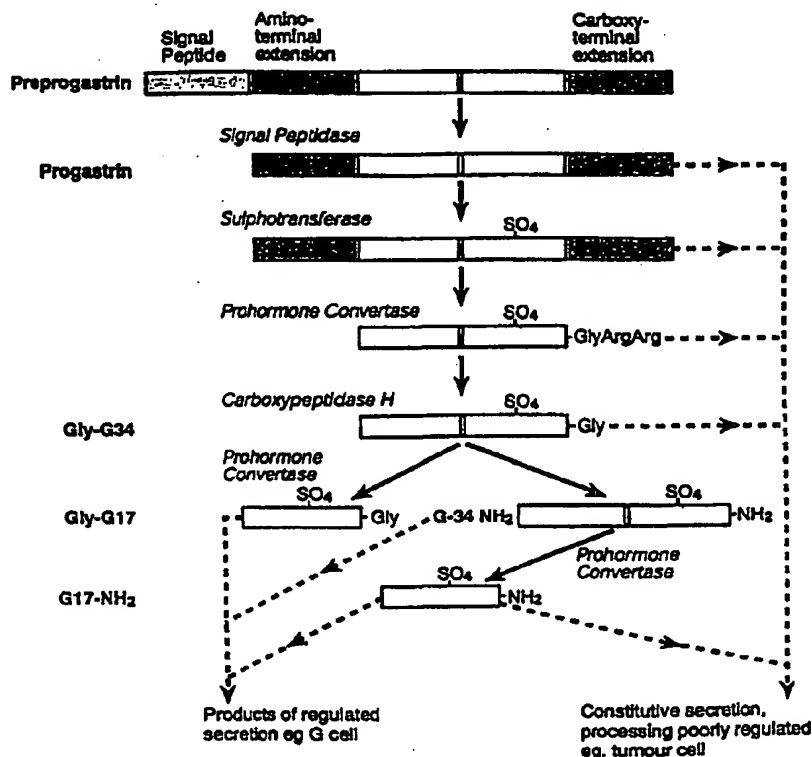 Signal
Peptide
Amino-
terminal
extension
Carboxy-
terminal
extension
Preprogastrin
Signal Peptidase
Progastrin
Sulphotransferase
SO4
Prohormone Convertase
SO4
GlyArgArg
Carboxypeptidase H
SO4
Gly-G34
Gly
Prohormone
Convertase
SO4
SO4
Gly-G17
Gly
G-34 NH2
NH2
Prohormone
Convertase
SO4
G17-NH2
NH2
Products of regulated
secretion eg G cell
Constitutive secretion,
processing poorly regulated
eg. tumour cell